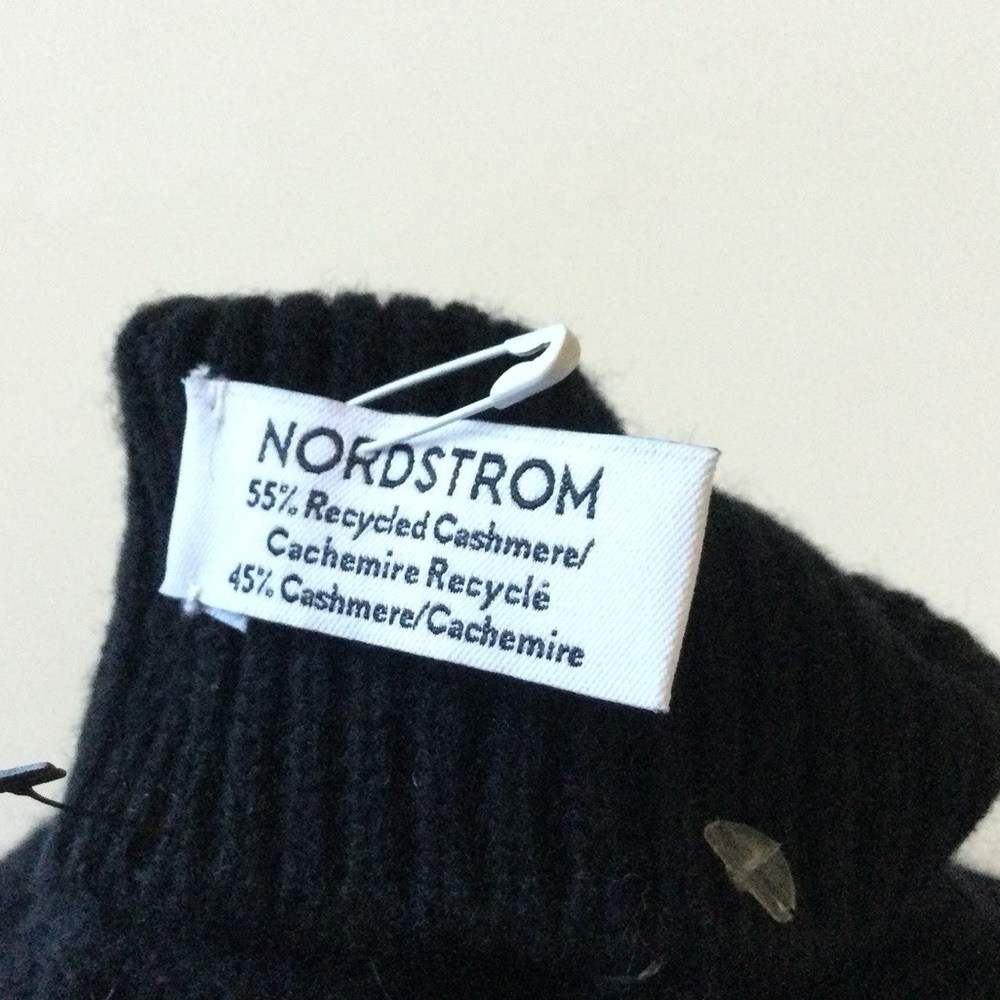 NORDSTROM
55% Recycled Cashmere/
Cachemire Recyclé
45% Cashmere/Cachemire